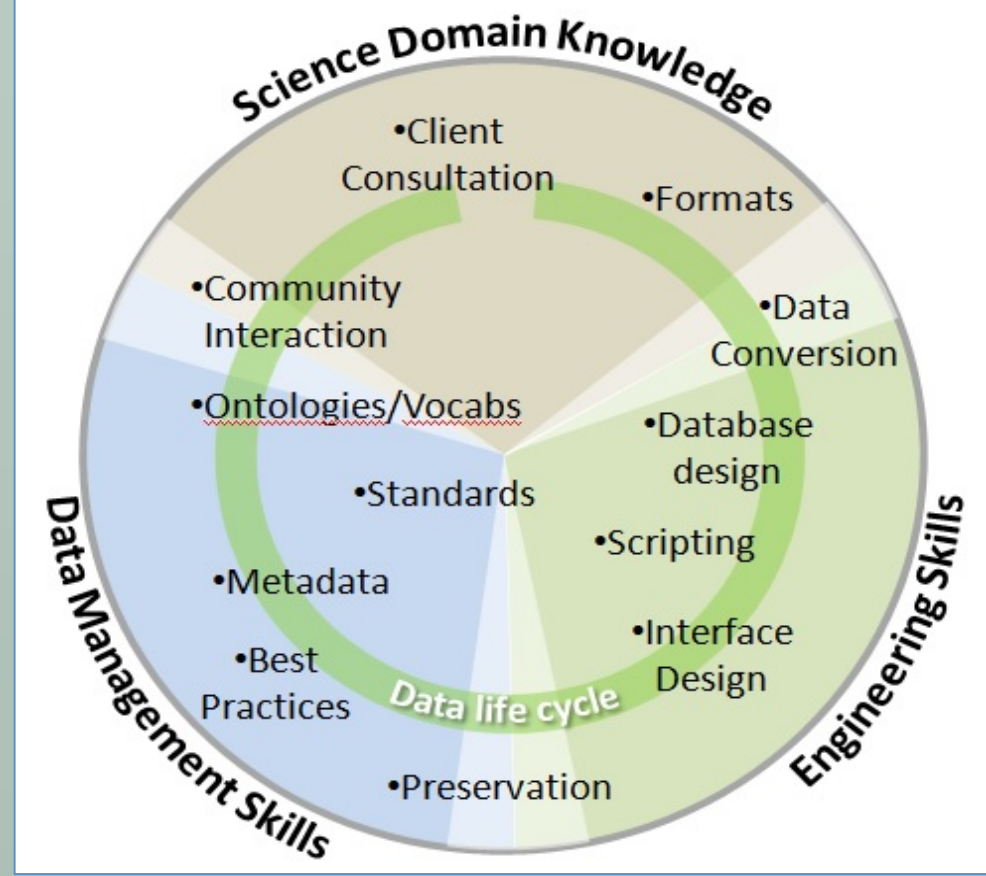 Science Domain Knowledge
•Client
Consultation
•Formats
•Community
Interaction
•Data
Conversion
•Ontologies/Vocabs
•Database
design
•Standards
•Scripting
•Metadata
•Interface
Design
•Best
Practices
Data life cycle
•Preservation
Data Management Skills
Engineering Skills